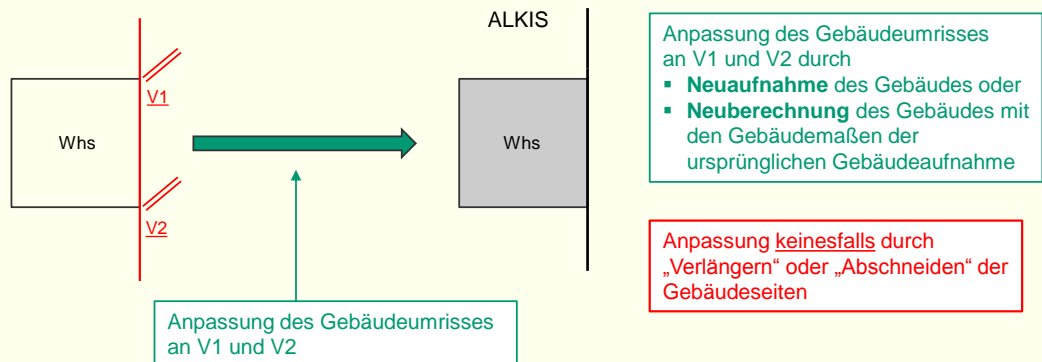 ALKIS
V1
Whs
V2
Whs
Anpassung des Gebäudeumrisses
an V1 und V2
Anpassung des Gebäudeumrisses
an V1 und V2 durch
▪ Neuaufnahme des Gebäudes oder
▪ Neuberechnung des Gebäudes mit
den Gebäudemaßen der
ursprünglichen Gebäudeaufnahme
Anpassung keinesfalls durch
„Verlängern“ oder „Abschneiden“ der
Gebäudeseiten